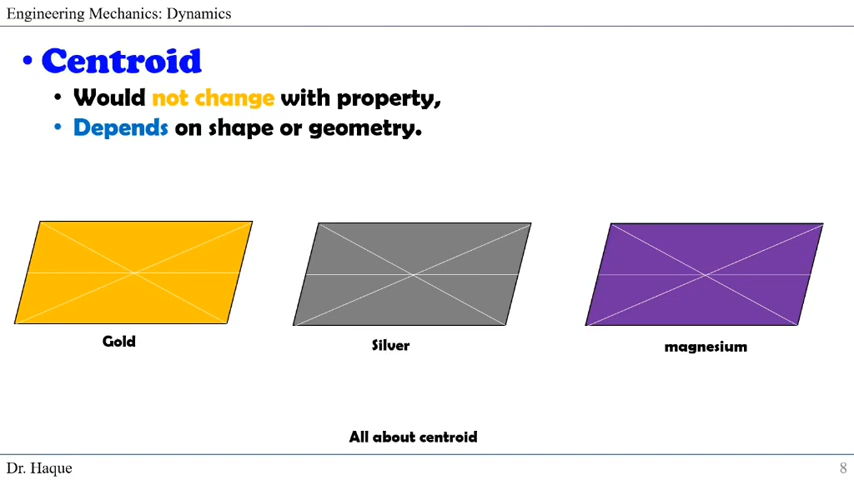 Engineering Mechanics: Dynamics
• Centroid
• Would not change with property,
• Depends on shape or geometry.
Gold
Silver
magnesium
All about centroid
Dr. Haque
8